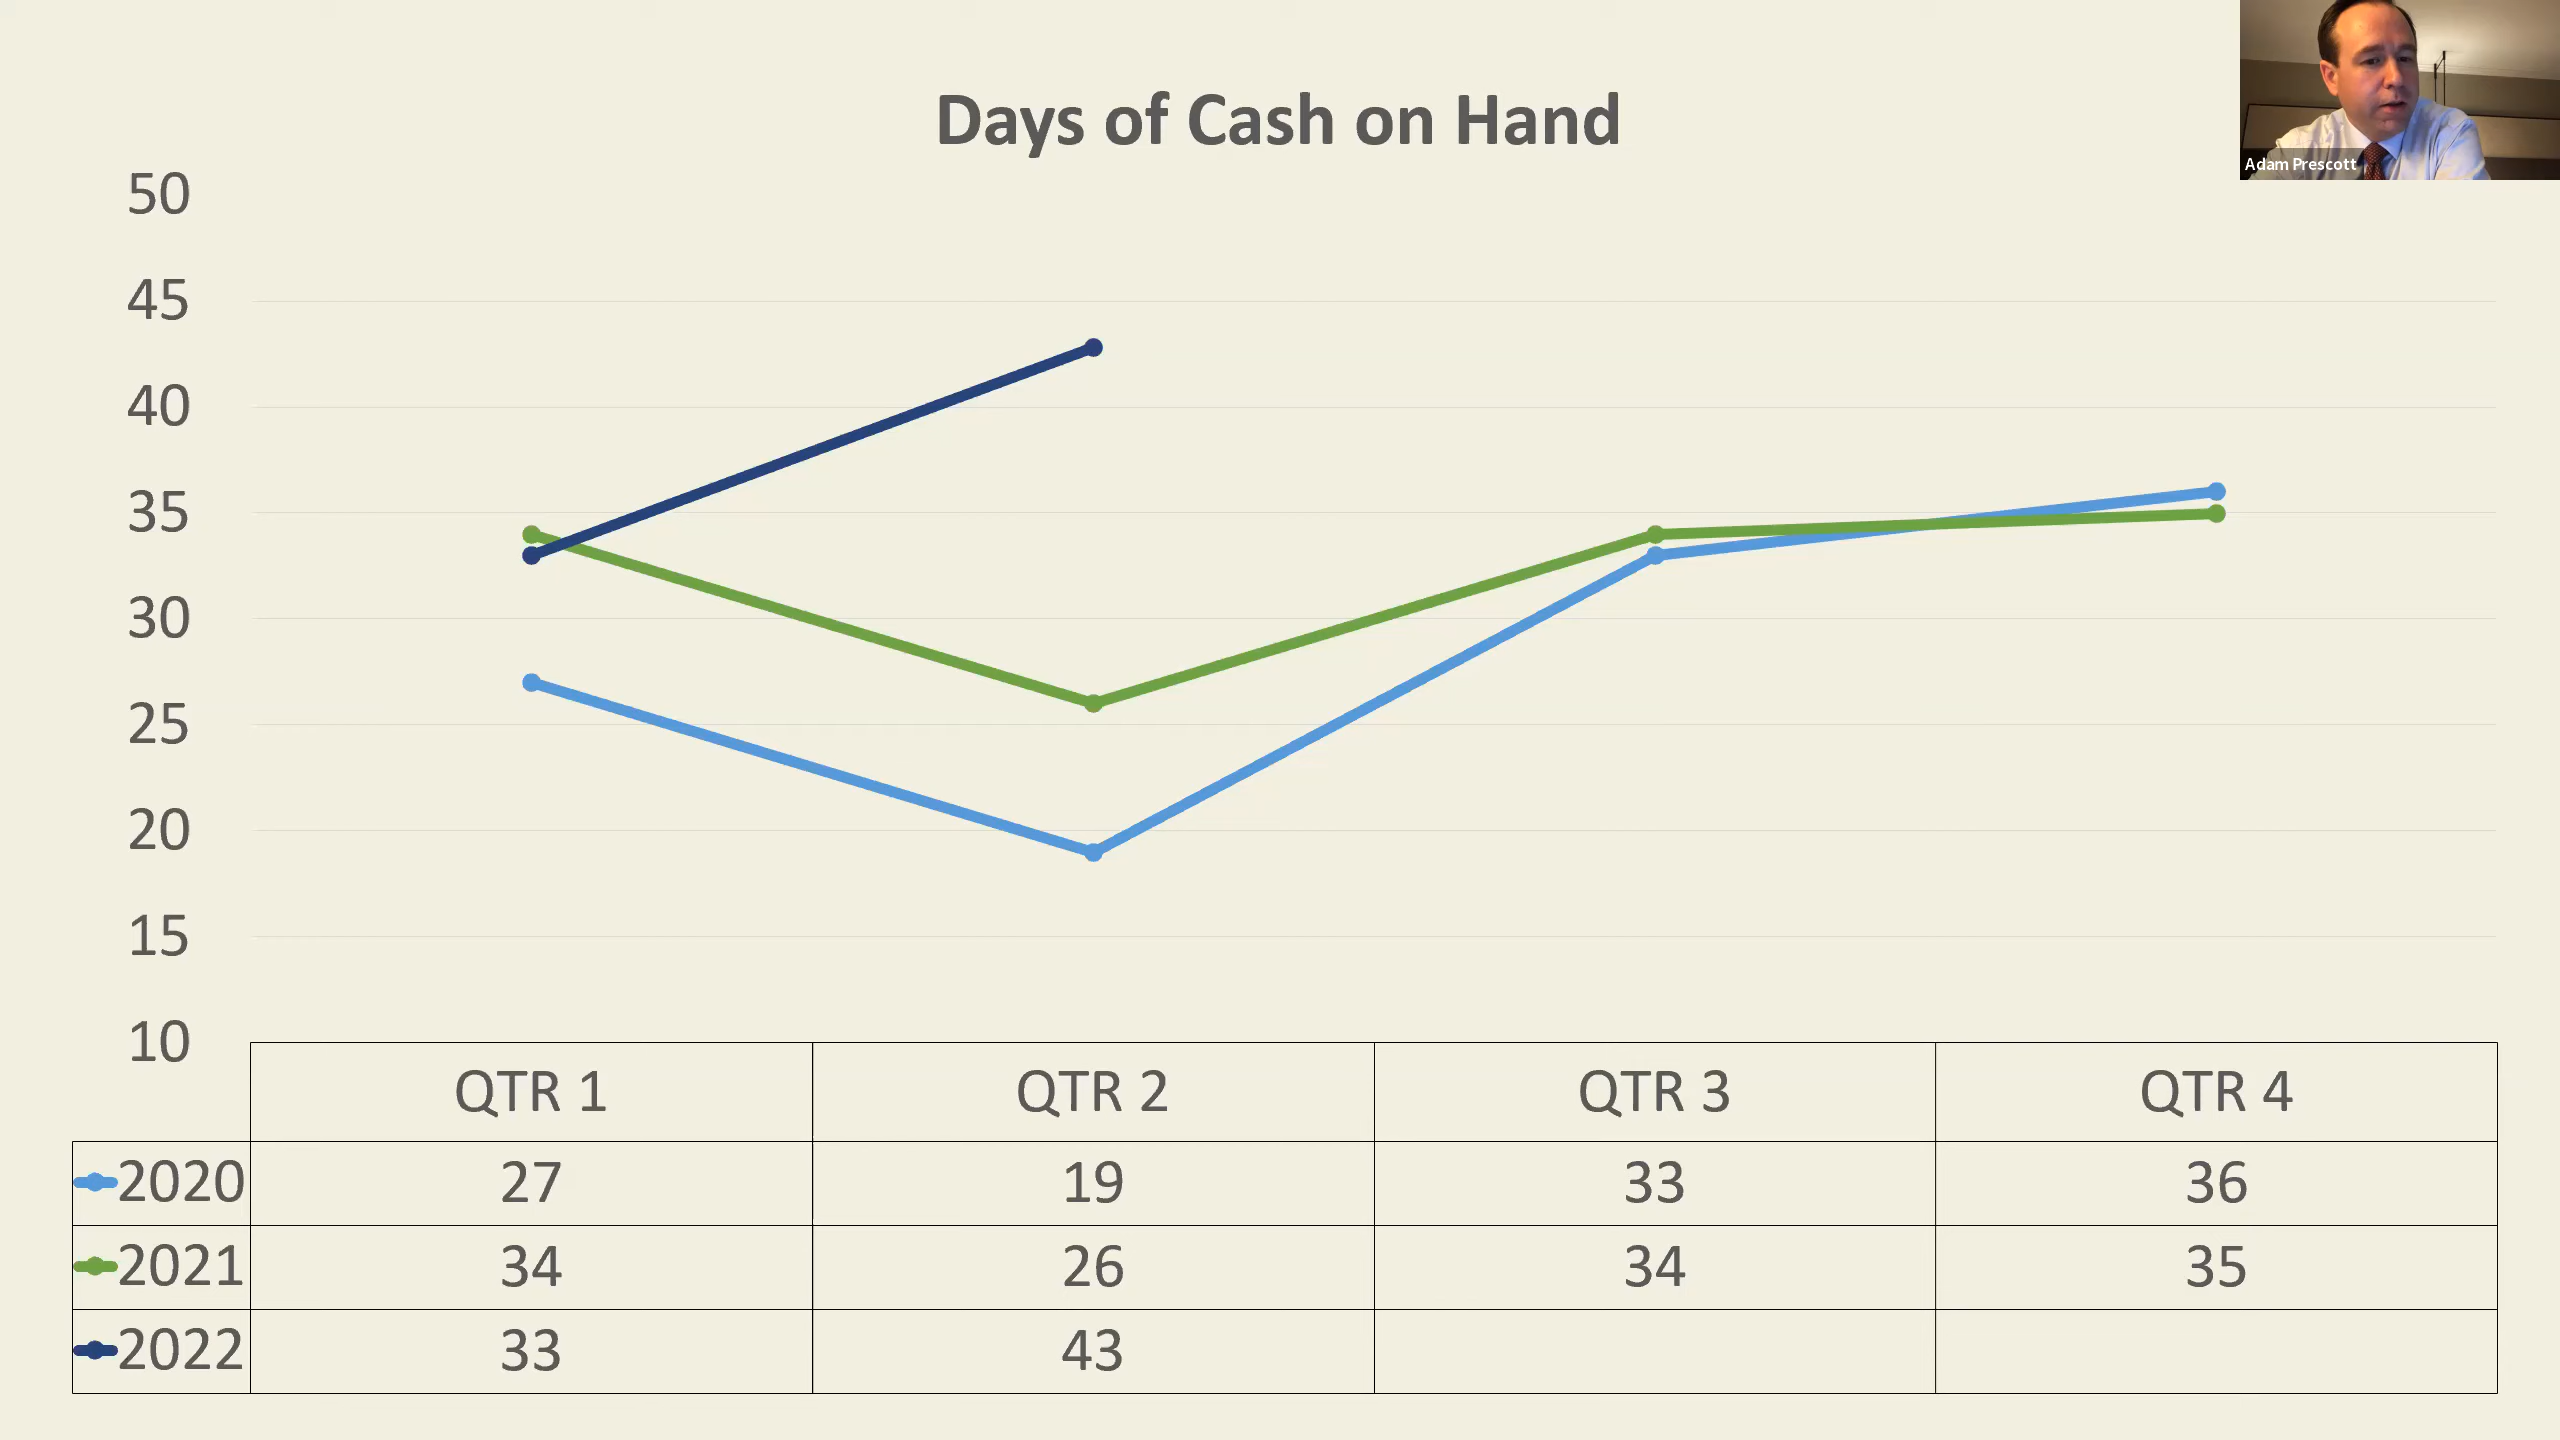 Days of Cash on Hand
Adam Prescott
50
45
40
35
30
25
20
15
10
QTR 1 QTR 2 QTR 3 QTR 4
2020 27 19 33 36
2021 34 26 34 35
2022 33 43